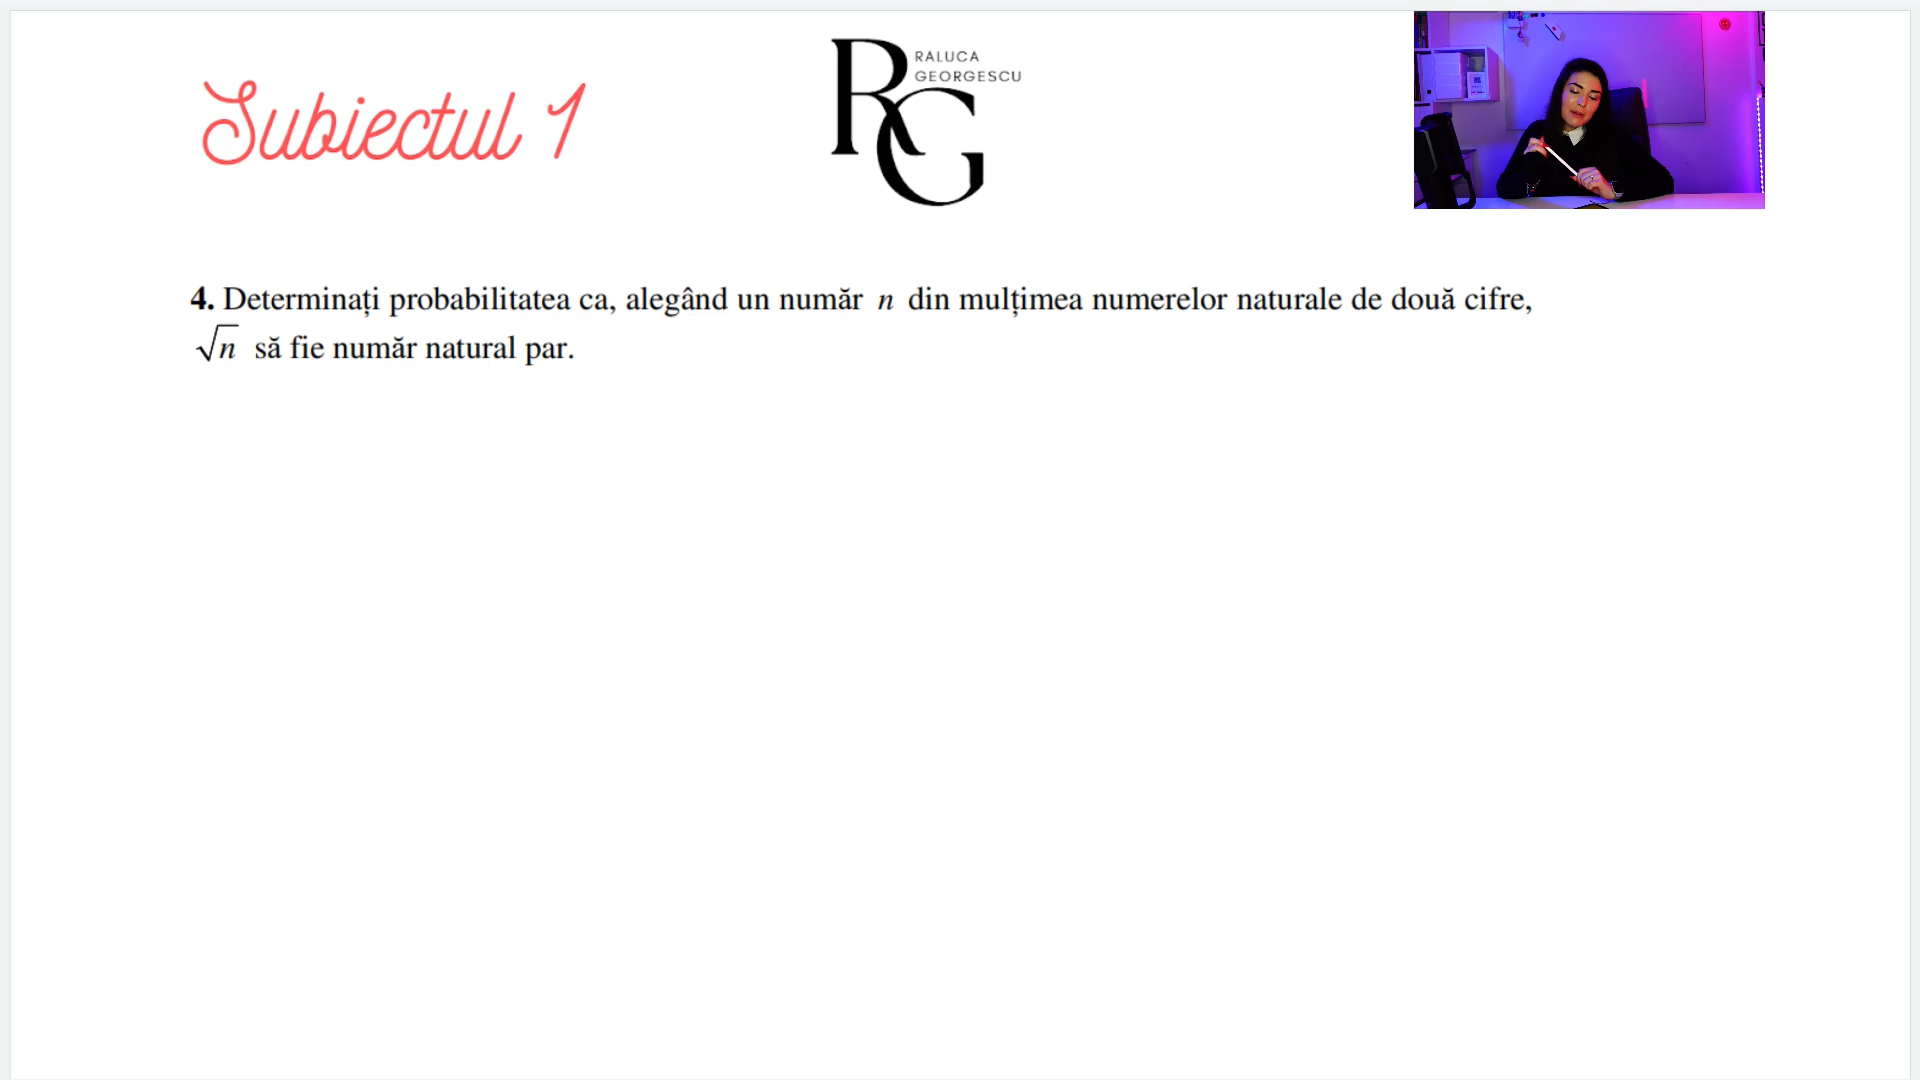 Subiectul 1
RALUCA
GEORGESCU
RG
4. Determinați probabilitatea ca, alegând un număr n din mulțimea numerelor naturale de două cifre,
√n să fie număr natural par.